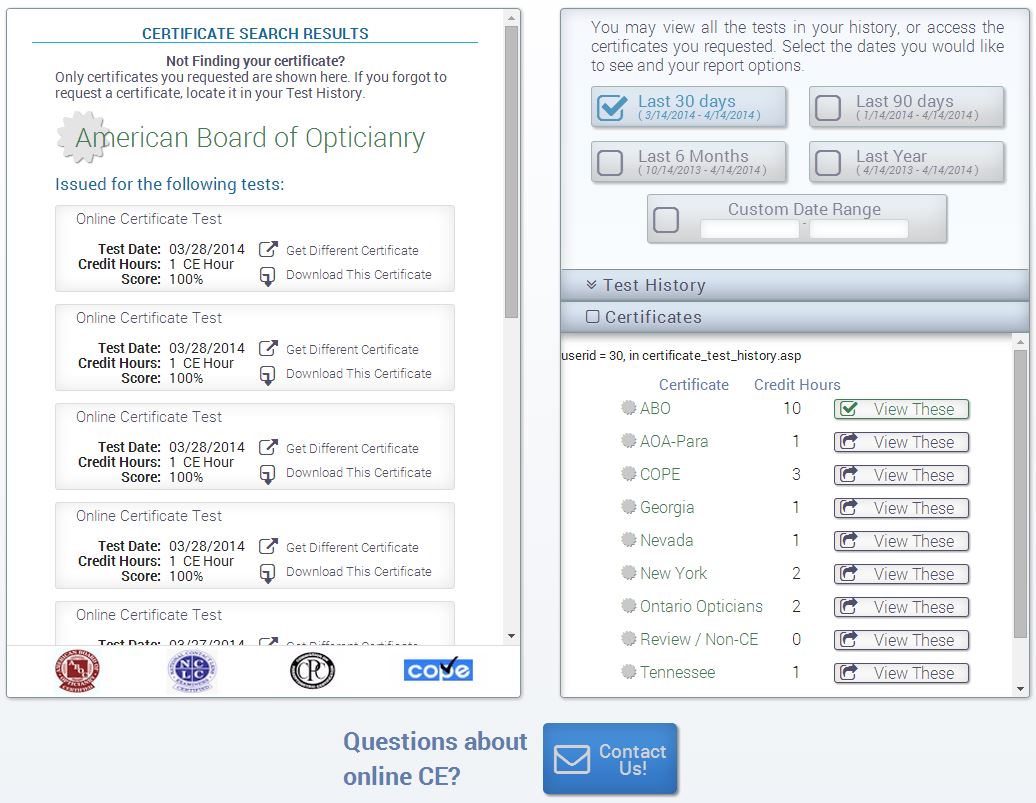 CERTIFICATE SEARCH RESULTS
Not Finding your certificate?
Only certificates you requested are shown here. If you forgot to
request a certificate, locate it in your Test History.
American Board of Opticianry
Issued for the following tests:
Online Certificate Test
Test Date: 03/28/2014
Credit Hours: 1 CE Hour
Score: 100%
Get Different Certificate
Download This Certificate
Online Certificate Test
Test Date: 03/28/2014
Credit Hours: 1 CE Hour
Score: 100%
Get Different Certificate
Download This Certificate
Online Certificate Test
Test Date: 03/28/2014
Credit Hours: 1 CE Hour
Score: 100%
Get Different Certificate
Download This Certificate
Online Certificate Test
Test Date: 03/28/2014
Credit Hours: 1 CE Hour
Score: 100%
Get Different Certificate
Download This Certificate
Online Certificate Test
Test Date: 03/27/2014
Get Different Certificate
cope
You may view all the tests in your history, or access the
certificates you requested. Select the dates you would like
to see and your report options.
Last 30 days
( 3/14/2014 - 4/14/2014 )
Last 90 days
( 1/14/2014 - 4/14/2014 )
Last 6 Months
( 10/14/2013 - 4/14/2014 )
Last Year
( 4/14/2013 - 4/14/2014 )
Custom Date Range
-
Test History
Certificates
userid = 30, in certificate_test_history.asp
Certificate Credit Hours
ABO 10 View These
AOA-Para 1 View These
COPE 3 View These
Georgia 1 View These
Nevada 1 View These
New York 2 View These
Ontario Opticians 2 View These
Review / Non-CE 0 View These
Tennessee 1 View These
Questions about
online CE?
Contact
Us!